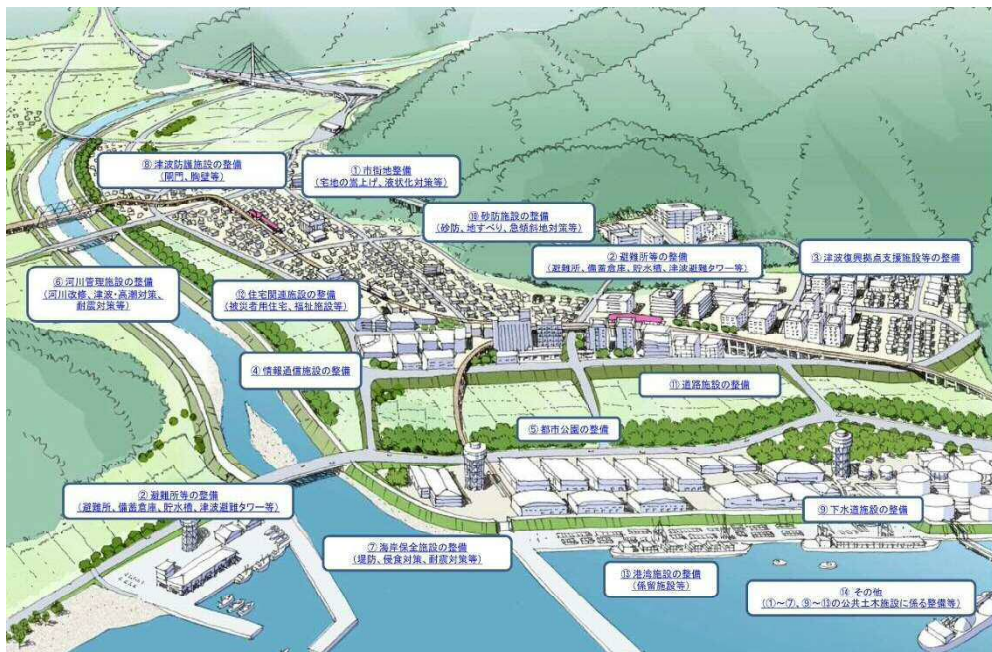 ⑧ 津波防護施設の整備
(閘門、胸壁等)
① 市街地整備
(宅地の嵩上げ、液状化対策等)
⑩ 砂防施設の整備
(砂防、地すべり、急傾斜地対策等)
② 避難所等の整備
(避難所、備蓄倉庫、貯水槽、津波避難タワー等)
③ 津波復興拠点支援施設等の整備
⑥ 河川管理施設の整備
(河川改修、津波・高潮対策、
耐震対策等)
⑫ 住宅関連施設の整備
(被災者用住宅、福祉施設等)
④ 情報通信施設の整備
⑪ 道路施設の整備
⑤ 都市公園の整備
② 避難所等の整備
(避難所、備蓄倉庫、貯水槽、津波避難タワー等)
⑨ 下水道施設の整備
⑦ 海岸保全施設の整備
(堤防、侵食対策、耐震対策等)
⑬ 港湾施設の整備
(係留施設等)
⑭ その他
(①~⑦、⑨~⑬の公共土木施設に係る整備等)